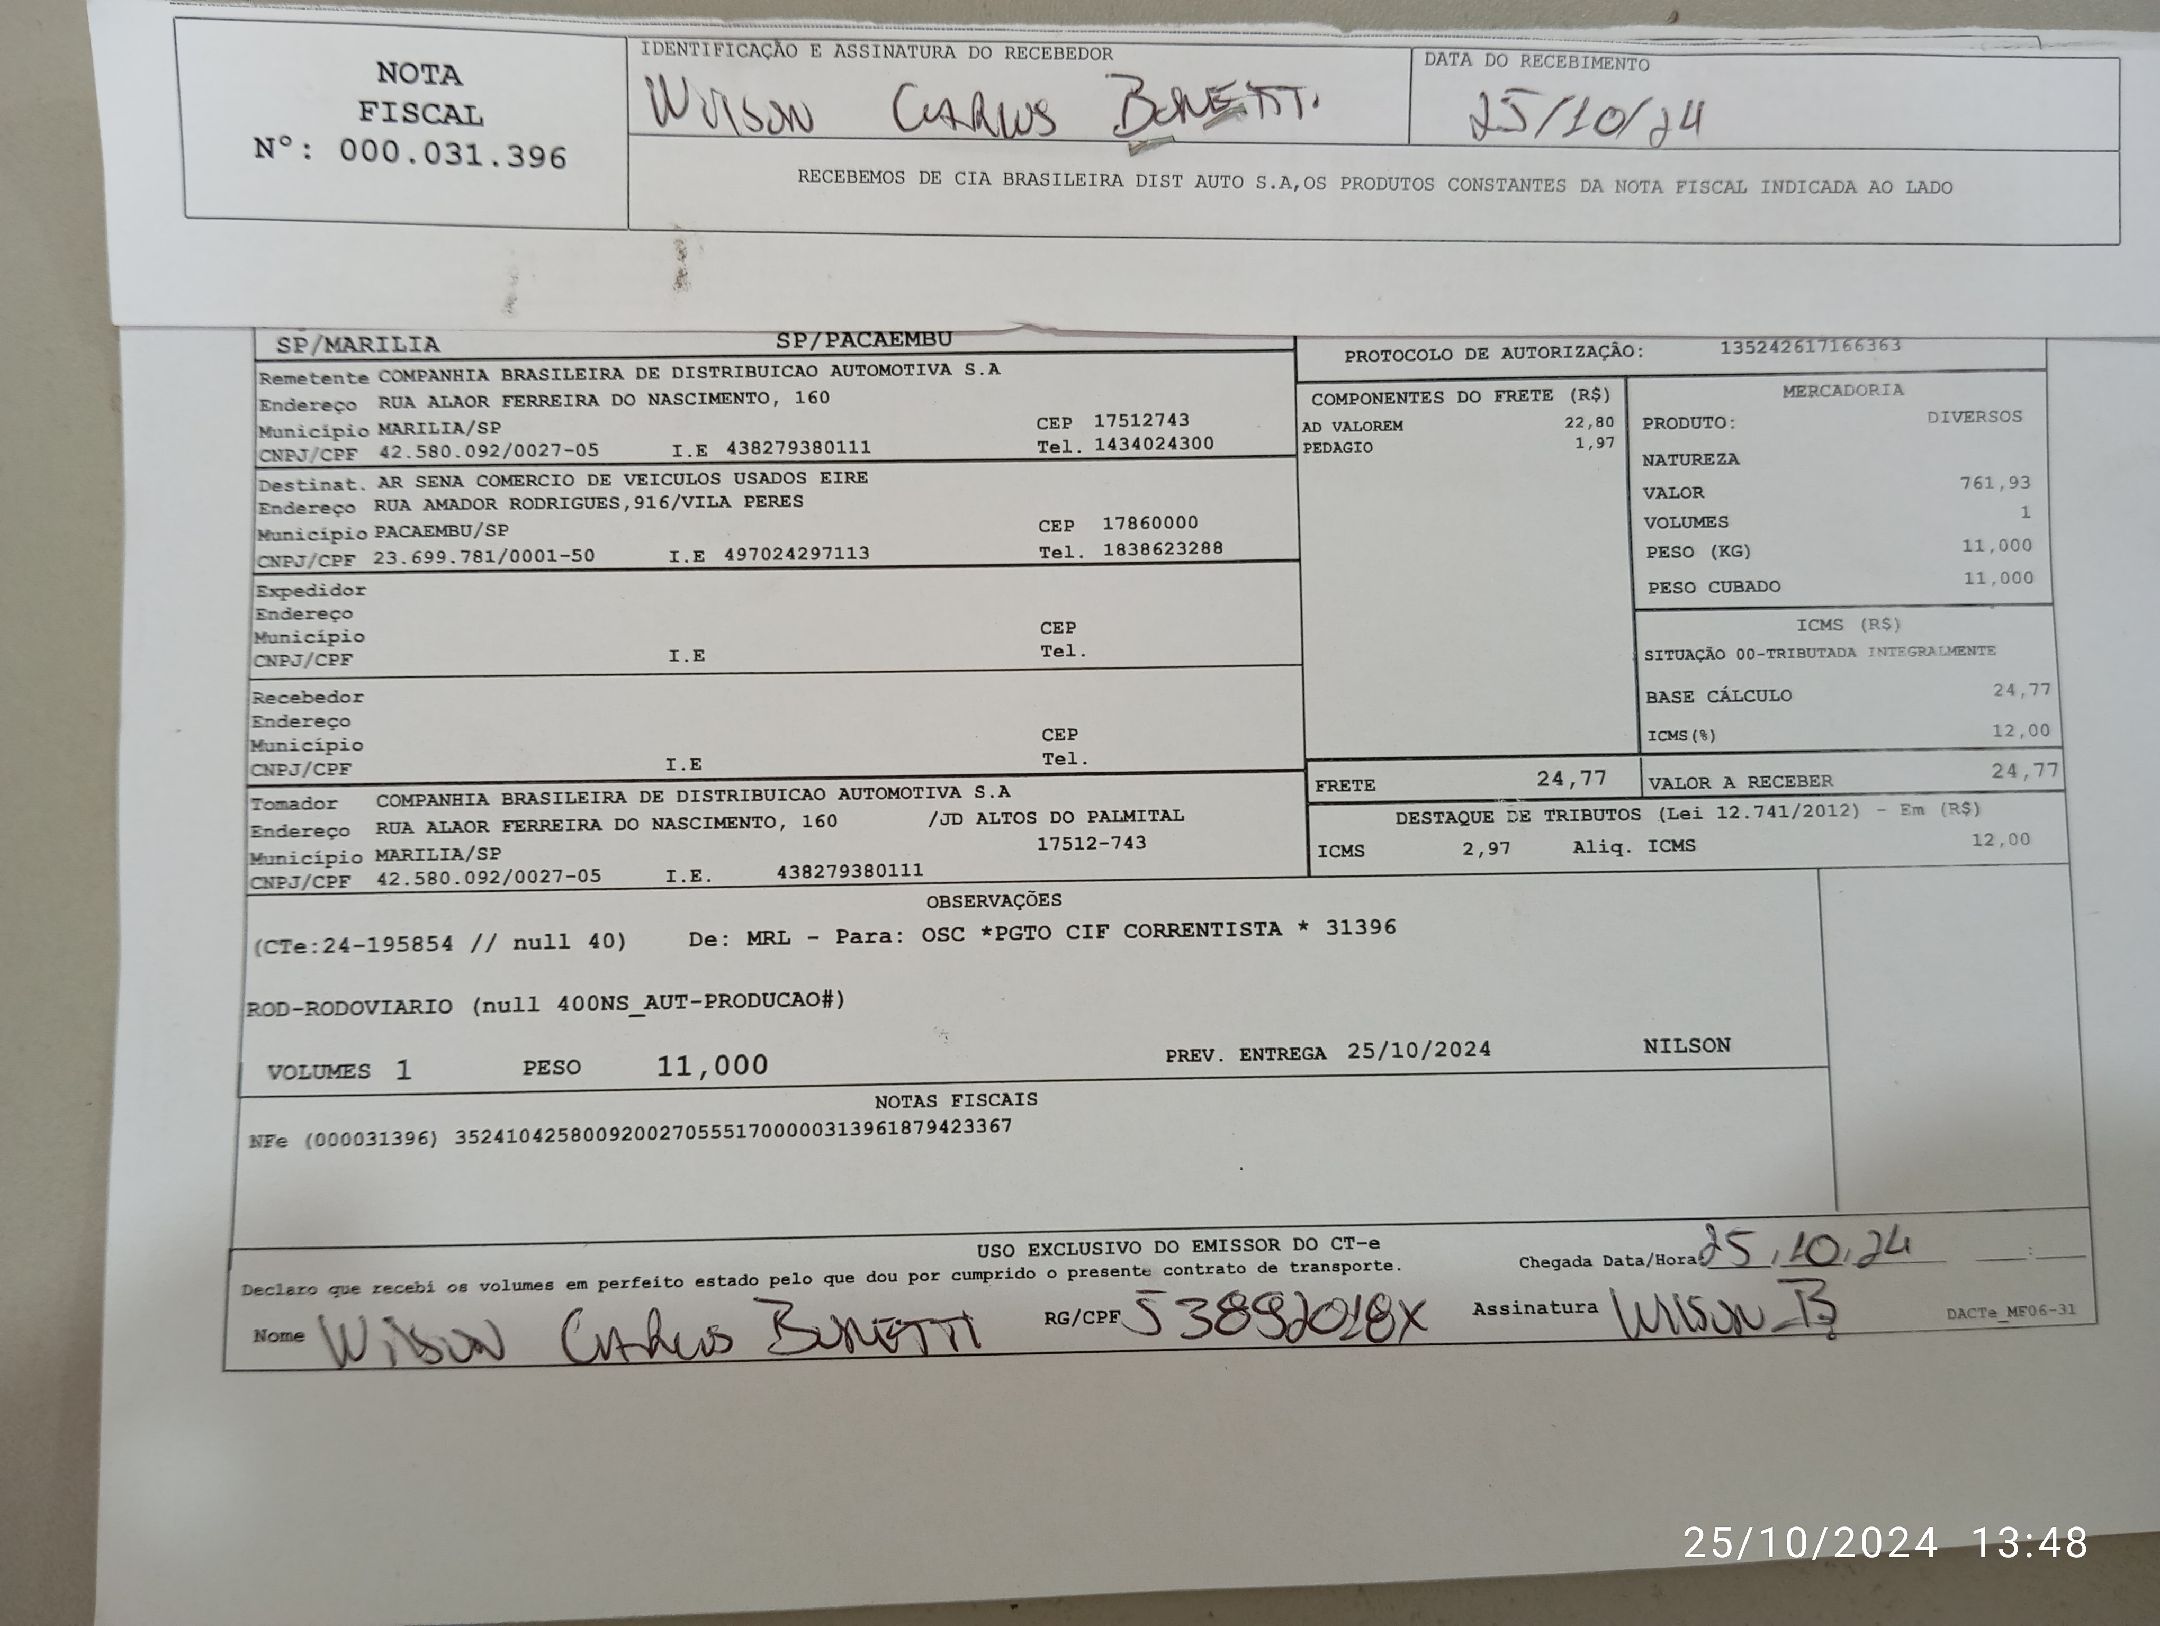 NOTA
FISCAL
N°: 000.031.396
IDENTIFICAÇÃO E ASSINATURA DO RECEBEDOR
Wilson Carlos Bonetti
DATA DO RECEBIMENTO
25/10/24
RECEBEMOS DE CIA BRASILEIRA DIST AUTO S.A,OS PRODUTOS CONSTANTES DA NOTA FISCAL INDICADA AO LADO
SP/MARILIA SP/PACAEMBU
Remetente COMPANHIA BRASILEIRA DE DISTRIBUICAO AUTOMOTIVA S.A
Endereço RUA ALAOR FERREIRA DO NASCIMENTO, 160
Município MARILIA/SP CEP 17512743
CNPJ/CPF 42.580.092/0027-05 I.E 438279380111 Tel. 1434024300
Destinat. AR SENA COMERCIO DE VEICULOS USADOS EIRE
Endereço RUA AMADOR RODRIGUES,916/VILA PERES
Município PACAEMBU/SP CEP 17860000
CNPJ/CPF 23.699.781/0001-50 I.E 497024297113 Tel. 1838623288
Expedidor
Endereço
Município CEP
CNPJ/CPF I.E Tel.
Recebedor
Endereço
Município CEP
CNPJ/CPF I.E Tel.
Tomador COMPANHIA BRASILEIRA DE DISTRIBUICAO AUTOMOTIVA S.A
Endereço RUA ALAOR FERREIRA DO NASCIMENTO, 160 /JD ALTOS DO PALMITAL
Município MARILIA/SP 17512-743
CNPJ/CPF 42.580.092/0027-05 I.E. 438279380111
PROTOCOLO DE AUTORIZAÇÃO: 135242617166363
COMPONENTES DO FRETE (R$)
AD VALOREM 22,80
PEDAGIO 1,97
MERCADORIA
PRODUTO: DIVERSOS
NATUREZA
VALOR 761,93
VOLUMES 1
PESO (KG) 11,000
PESO CUBADO 11,000
ICMS (R$)
SITUAÇÃO 00-TRIBUTADA INTEGRALMENTE
BASE CÁLCULO 24,77
ICMS(%) 12,00
FRETE 24,77 VALOR A RECEBER 24,77
DESTAQUE DE TRIBUTOS (Lei 12.741/2012) - Em (R$)
ICMS 2,97 Aliq. ICMS 12,00
OBSERVAÇÕES
(CTe:24-195854 // null 40) De: MRL - Para: OSC *PGTO CIF CORRENTISTA * 31396
ROD-RODOVIARIO (null 400NS_AUT-PRODUCAO#)
VOLUMES 1 PESO 11,000 PREV. ENTREGA 25/10/2024 NILSON
NOTAS FISCAIS
NFe (000031396) 35241042580092002705551700000313961879423367
USO EXCLUSIVO DO EMISSOR DO CT-e
Declaro que recebi os volumes em perfeito estado pelo que dou por cumprido o presente contrato de transporte.
Chegada Data/Hora 25,10,24 :
Nome Wilson Carlos Bonetti RG/CPF 53892018X Assinatura Wilson B
DACTe_MF06-31
25/10/2024 13:48